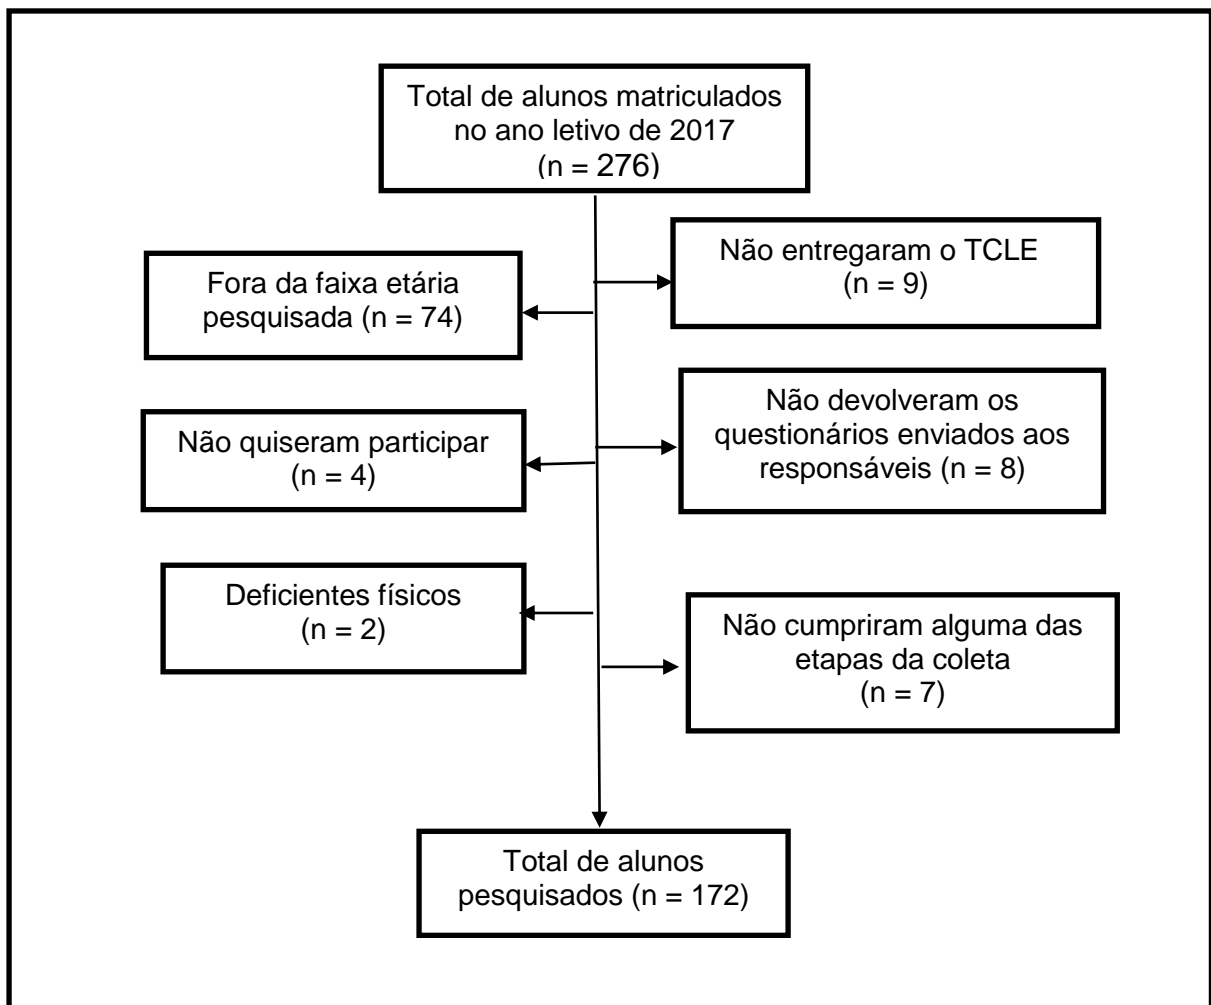 Total de alunos matriculados
no ano letivo de 2017
(n = 276)
Não entregaram o TCLE
(n = 9)
Fora da faixa etária
pesquisada (n = 74)
Não devolveram os
questionários enviados aos
responsáveis (n = 8)
Não quiseram participar
(n = 4)
Deficientes físicos
(n = 2)
Não cumpriram alguma das
etapas da coleta
(n = 7)
Total de alunos
pesquisados (n = 172)